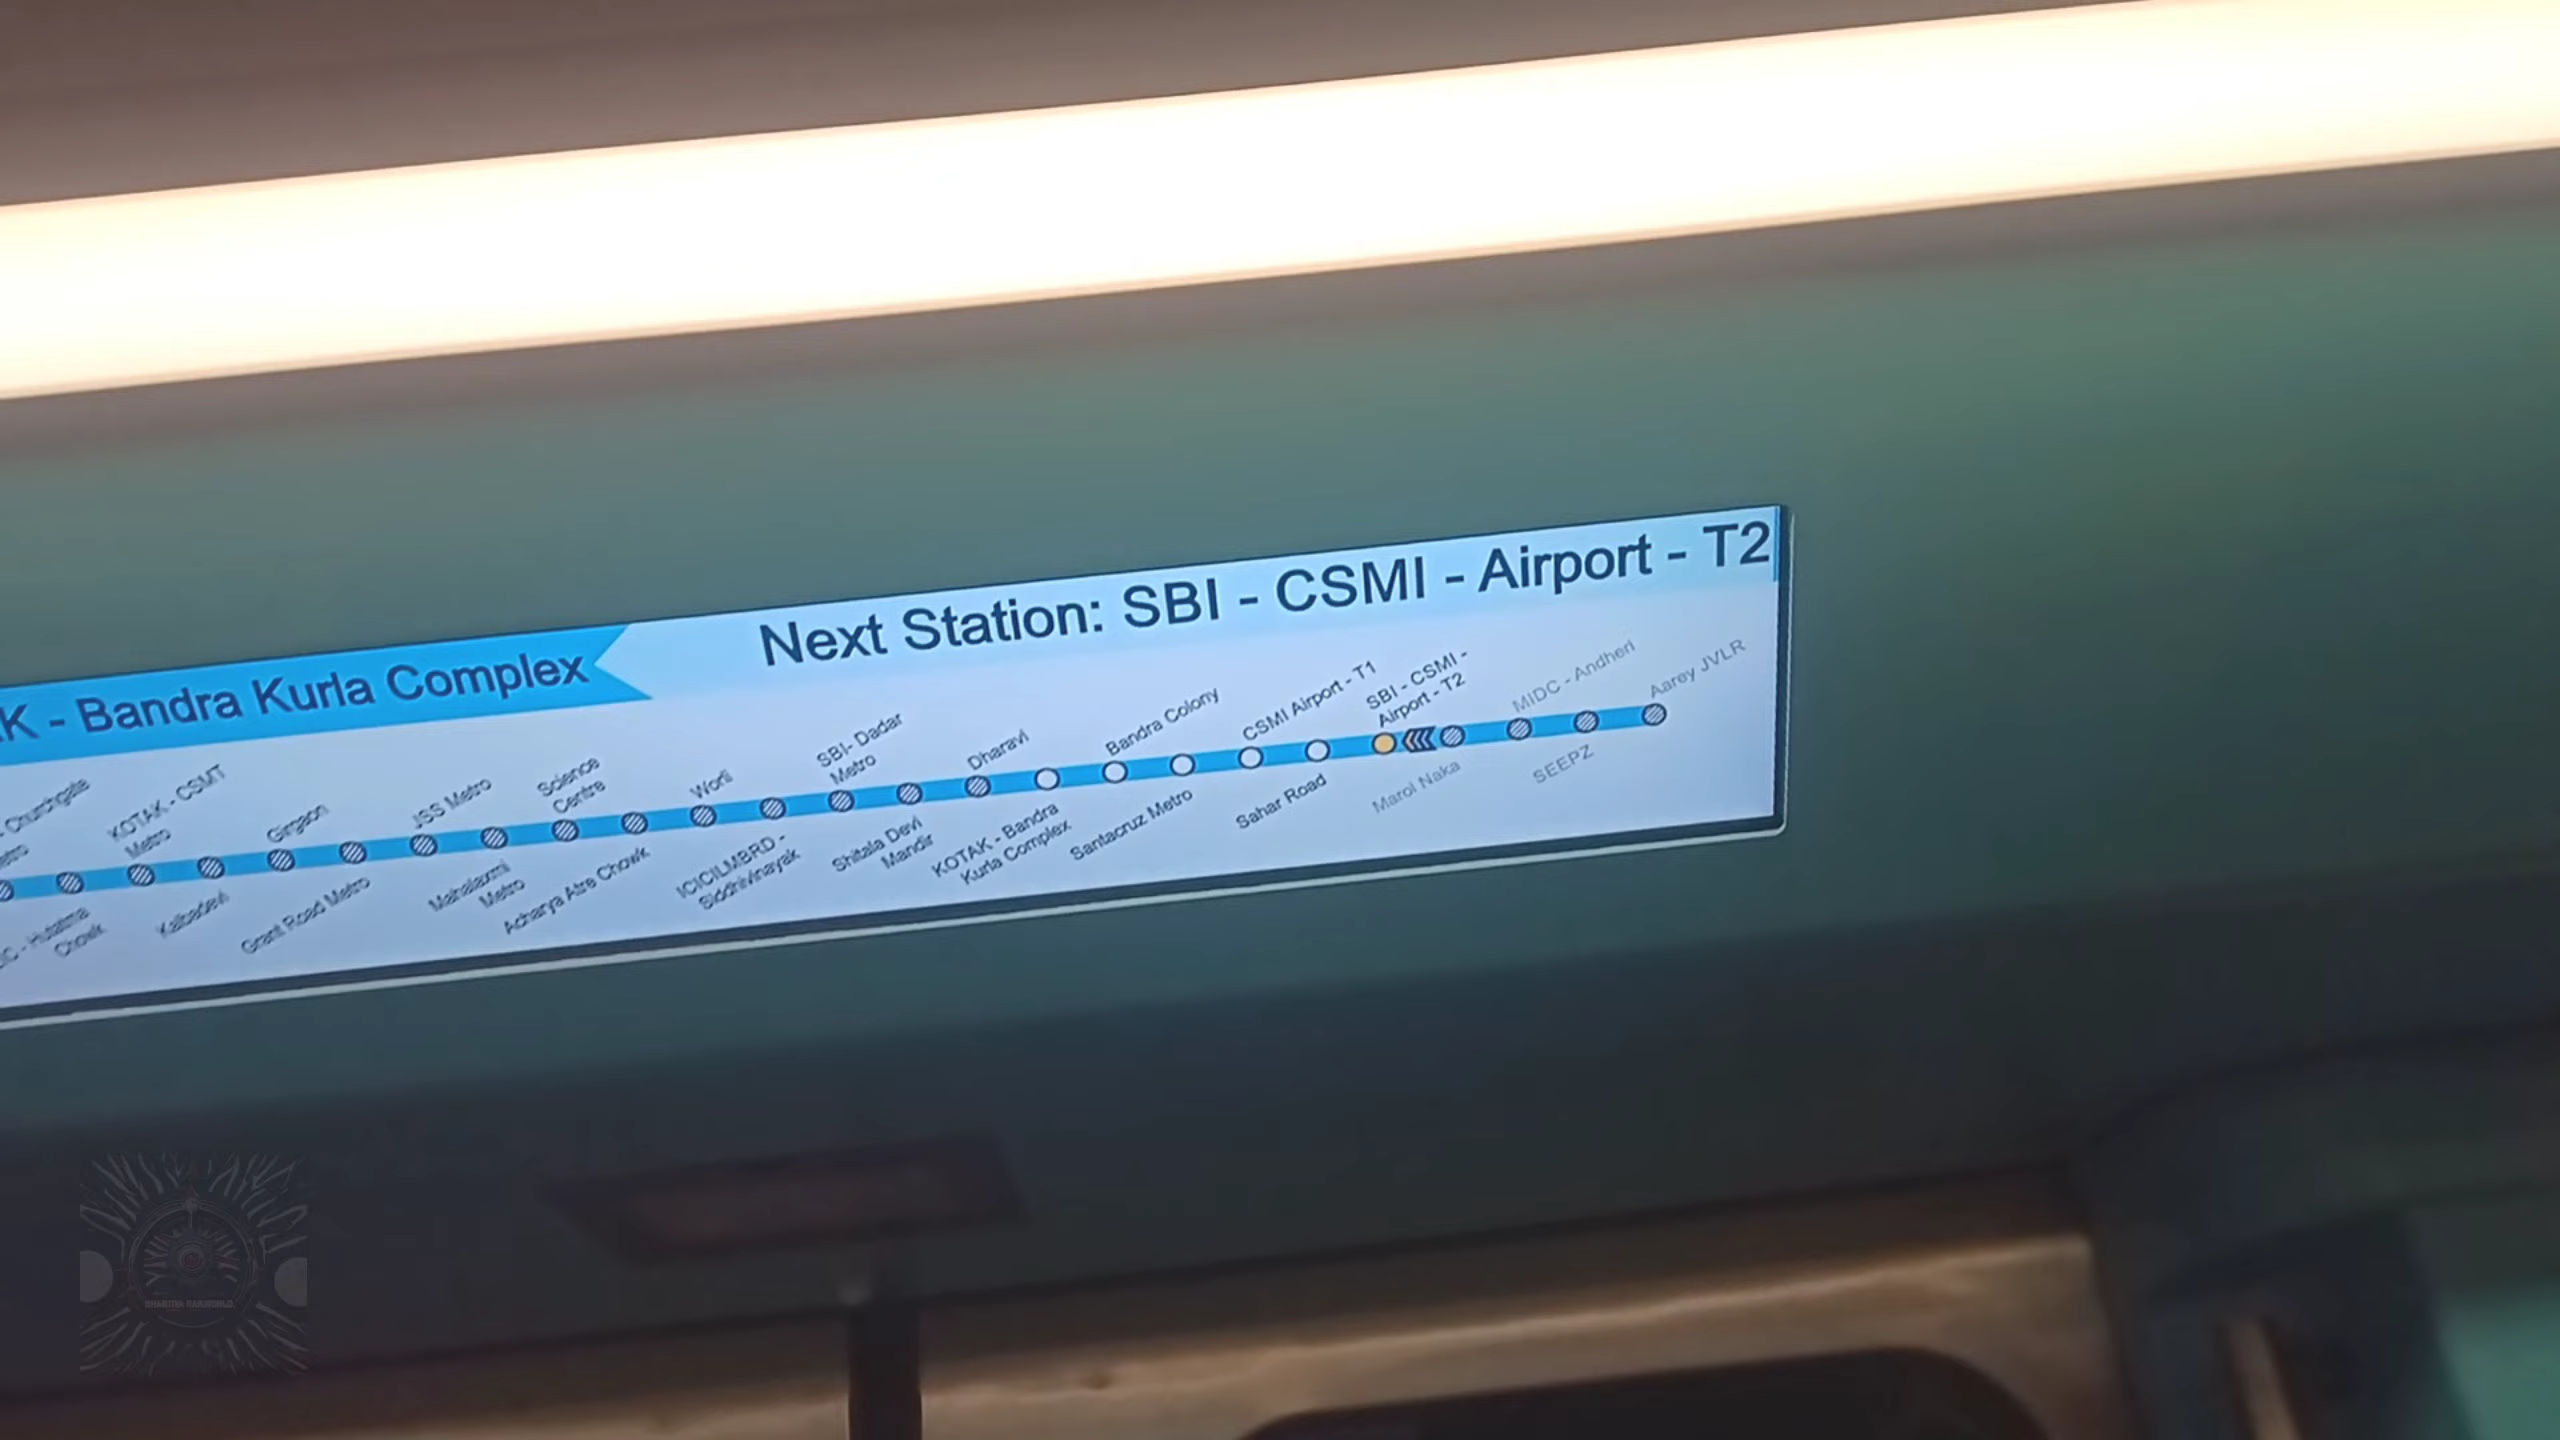 K - Bandra Kurla Complex
Next Station: SBI - CSMI - Airport - T2
- Churchgate
KOTAK - CSMT
Metro
Girgaon
JSS Metro
Science
Centre
Worli
SBI- Dadar
Metro
Dharavi
Bandra Colony
CSMI Airport - T1
SBI - CSMI -
Airport - T2
MIDC - Andheri
Aarey JVLR
- Hutatma
Chowk
Kalbadevi
Grant Road Metro
Mahalaxmi
Metro
Acharya Atre Chowk
ICICILMBRD -
Siddhivinayak
Shitala Devi
Mandir
KOTAK - Bandra
Kurla Complex
Santacruz Metro
Sahar Road
Marol Naka
SEEPZ